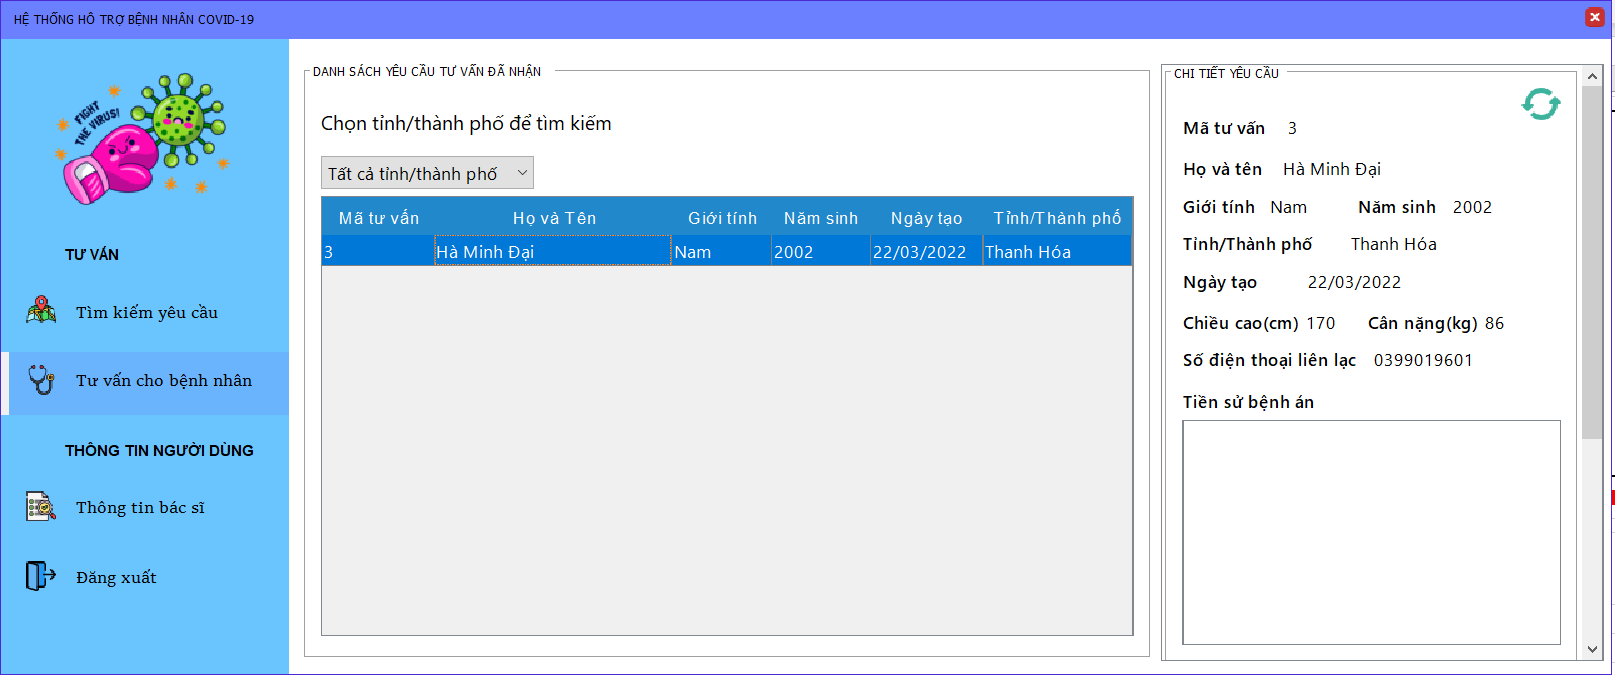 HỆ THỐNG HỖ TRỢ BỆNH NHÂN COVID-19
FIGHT
THE VIRUS!
TƯ VẤN
Tìm kiếm yêu cầu
Tư vấn cho bệnh nhân
THÔNG TIN NGƯỜI DÙNG
Thông tin bác sĩ
Đăng xuất
DANH SÁCH YÊU CẦU TƯ VẤN ĐÃ NHẬN
Chọn tỉnh/thành phố để tìm kiếm
Tất cả tỉnh/thành phố
Mã tư vấn Họ và Tên Giới tính Năm sinh Ngày tạo Tỉnh/Thành phố
3 Hà Minh Đại Nam 2002 22/03/2022 Thanh Hóa
CHI TIẾT YÊU CẦU
Mã tư vấn 3
Họ và tên Hà Minh Đại
Giới tính Nam Năm sinh 2002
Tỉnh/Thành phố Thanh Hóa
Ngày tạo 22/03/2022
Chiều cao(cm) 170 Cân nặng(kg) 86
Số điện thoại liên lạc 0399019601
Tiền sử bệnh án